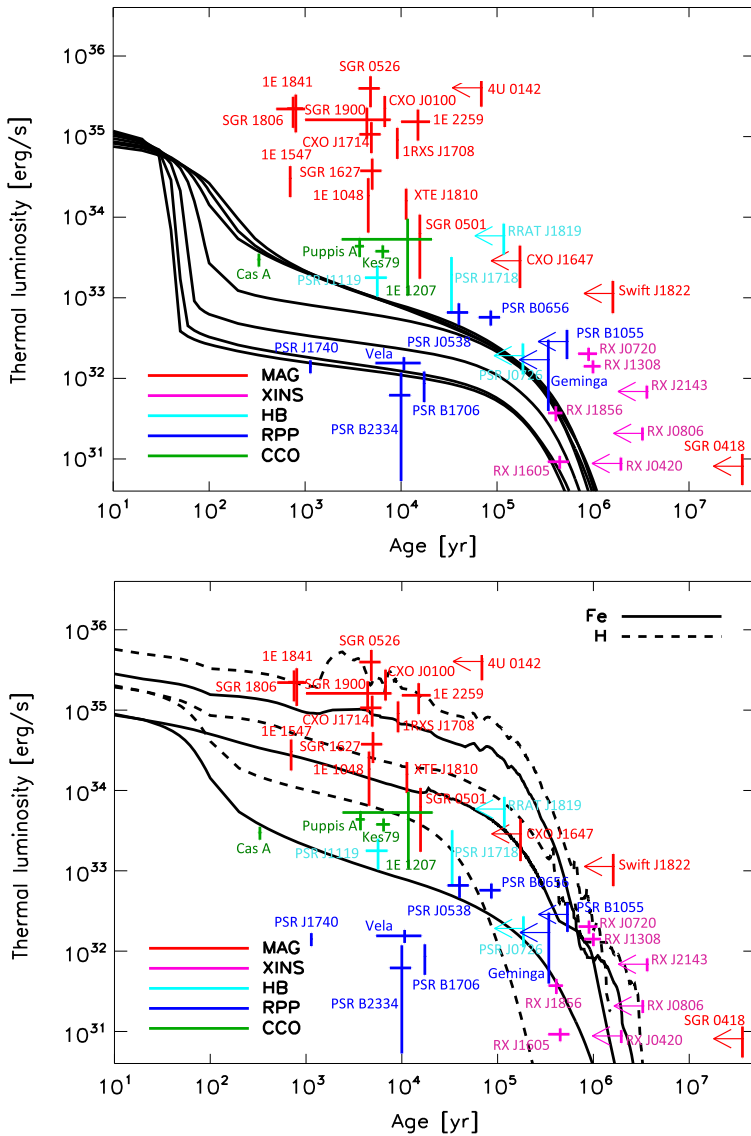 10^36
SGR 0526
1E 1841
CXO J0100
4U 0142
SGR 1900
SGR 1806
1E 2259
10^35
CXO J1714
1RXS J1708
1E 1547
SGR 1627
1E 1048
XTE J1810
10^34
SGR 0501
RRAT J1819
Puppis A
Kes79
CXO J1647
Cas A
PSR J1119
PSR J1718
1E 1207
Swift J1822
10^33
PSR B0656
PSR J0538
PSR B1055
PSR J1740
Vela
RX J0720
RX J1308
PSR J0726
Geminga
10^32
MAG
XINS
HB
RPP
CCO
PSR B1706
RX J2143
RX J1856
PSR B2334
RX J0806
10^31
SGR 0418
RX J1605
RX J0420
Thermal luminosity [erg/s]
10^1
10^2
10^3
10^4
10^5
10^6
10^7
Age [yr]
Fe
H
10^36
SGR 0526
1E 1841
CXO J0100
4U 0142
SGR 1900
SGR 1806
1E 2259
10^35
CXO J1714
1RXS J1708
1E 1547
SGR 1627
1E 1048
XTE J1810
10^34
SGR 0501
RRAT J1819
Puppis A
Kes79
CXO J1647
Cas A
PSR J1119
PSR J1718
1E 1207
Swift J1822
10^33
PSR B0656
PSR J0538
PSR B1055
PSR J1740
Vela
RX J0720
RX J1308
PSR J0726
Geminga
10^32
MAG
XINS
HB
RPP
CCO
PSR B1706
RX J2143
RX J1856
PSR B2334
RX J0806
10^31
SGR 0418
RX J1605
RX J0420
Thermal luminosity [erg/s]
10^1
10^2
10^3
10^4
10^5
10^6
10^7
Age [yr]